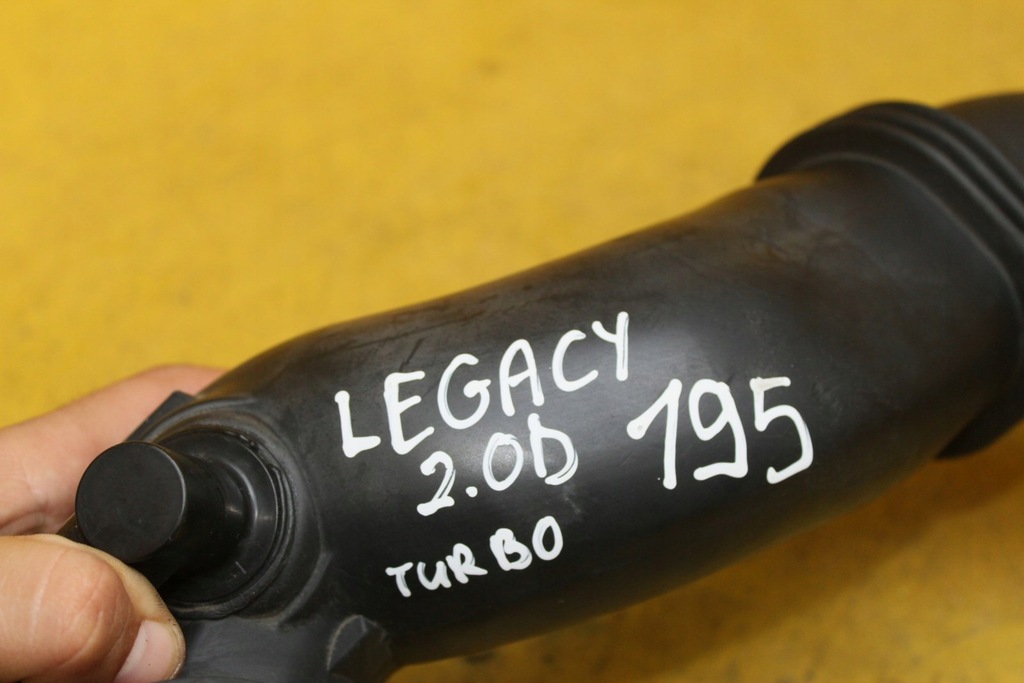 LEGACY
2.0D 195
TURBO